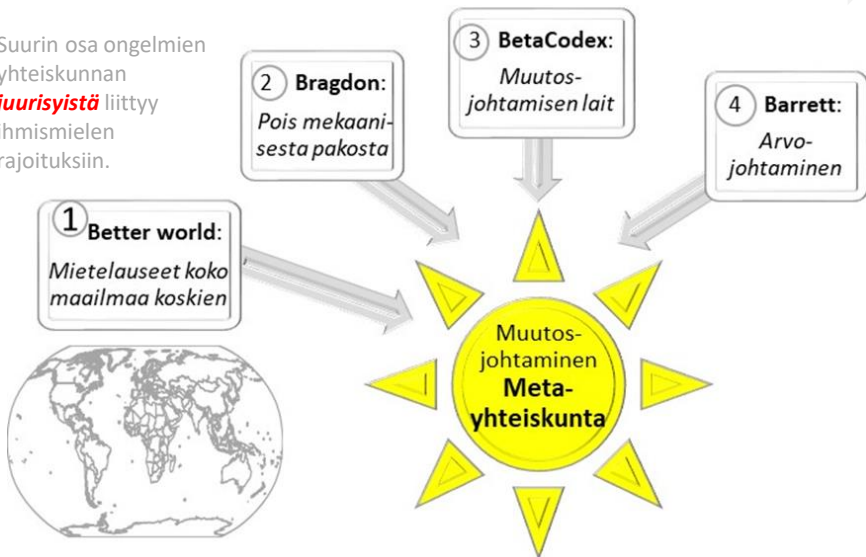 Suurin osa ongelmien
yhteiskunnan
juurisyistä liittyy
ihmismielen
rajoituksiin.
1 Better world:
Mietelauseet koko
maailmaa koskien
2 Bragdon:
Pois mekaani-
sesta pakosta
3 BetaCodex:
Muutos-
johtamisen lait
4 Barrett:
Arvo-
johtaminen
Muutos-
johtaminen
Meta-
yhteiskunta